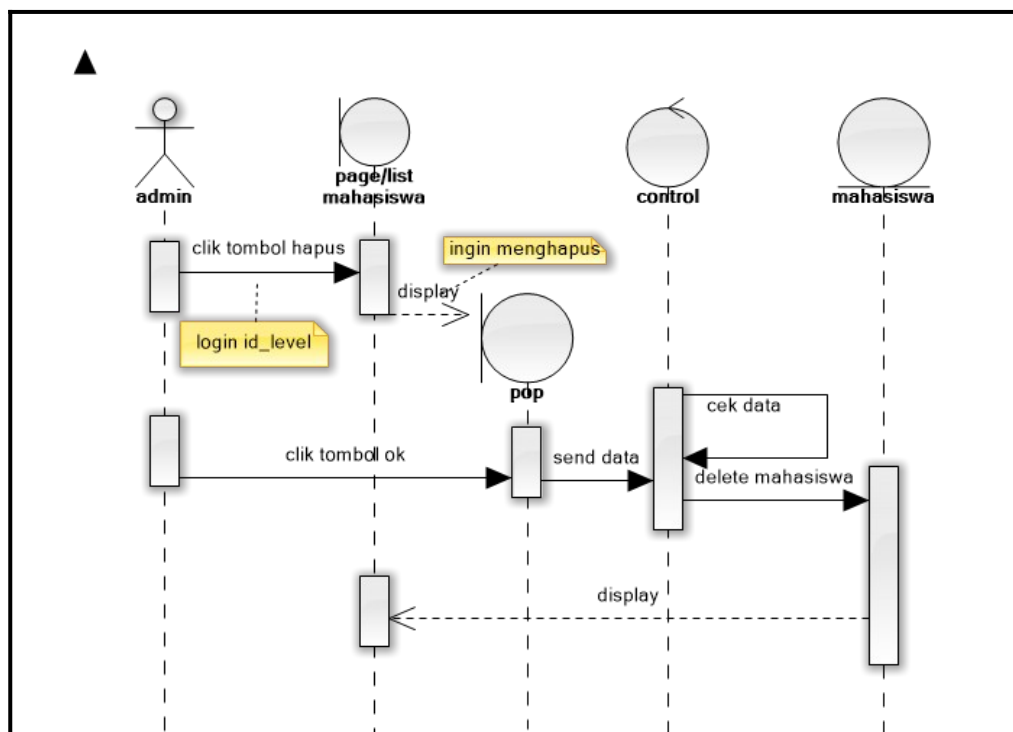 admin
page/list
mahasiswa
control
mahasiswa
clik tombol hapus
ingin menghapus
display
login id_level
pop
cek data
clik tombol ok
send data
delete mahasiswa
display